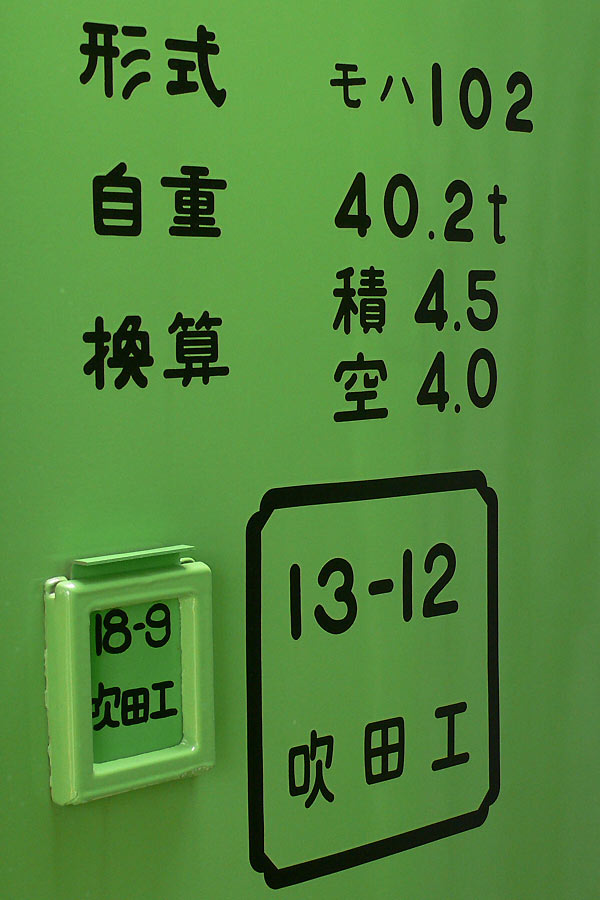 形式 モハ102
自重 40.2t
換算 積 4.5
空 4.0
13-12
吹田工
18-9
吹田工